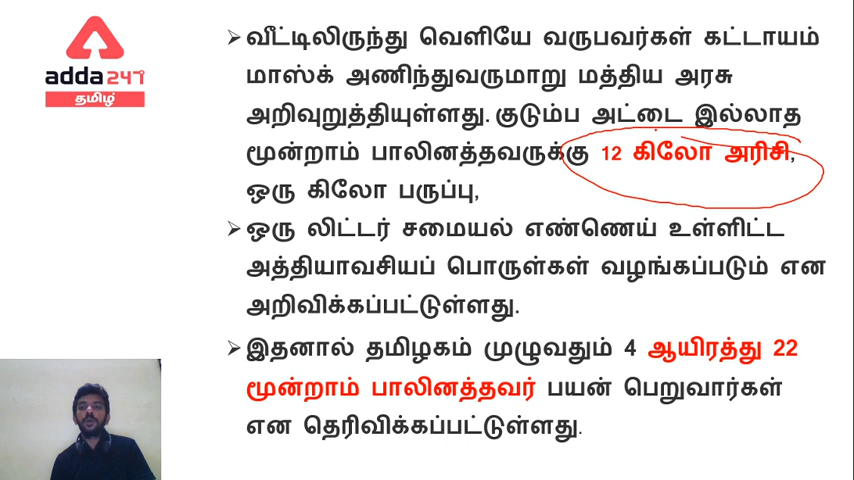 adda247
தமிழ்
வீட்டிலிருந்து வெளியே வருபவர்கள் கட்டாயம்
மாஸ்க் அணிந்துவருமாறு மத்திய அரசு
அறிவுறுத்தியுள்ளது. குடும்ப அட்டை இல்லாத
மூன்றாம் பாலினத்தவருக்கு 12 கிலோ அரிசி,
ஒரு கிலோ பருப்பு,
ஒரு லிட்டர் சமையல் எண்ணெய் உள்ளிட்ட
அத்தியாவசியப் பொருள்கள் வழங்கப்படும் என
அறிவிக்கப்பட்டுள்ளது.
இதனால் தமிழகம் முழுவதும் 4 ஆயிரத்து 22
மூன்றாம் பாலினத்தவர் பயன் பெறுவார்கள்
என தெரிவிக்கப்பட்டுள்ளது.